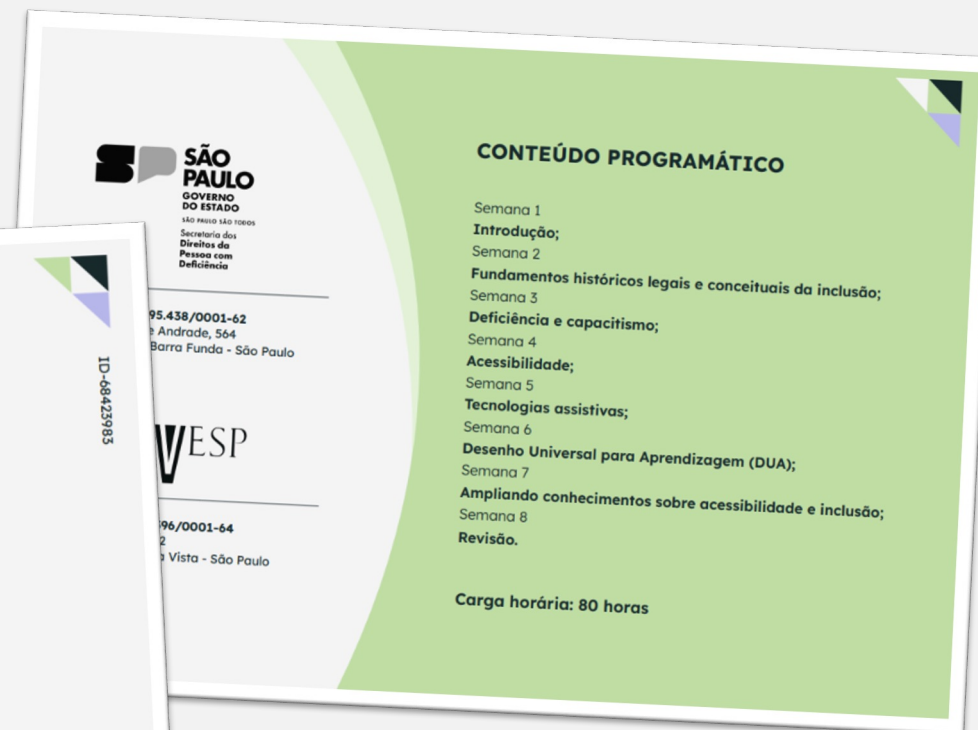 SÃO
PAULO
GOVERNO
DO ESTADO
SÃO PAULO SÃO TODOS
Secretaria dos
Direitos da
Pessoa com
Deficiência
95.438/0001-62
Andrade, 564
Barra Funda - São Paulo
VESP
96/0001-64
2
Vista - São Paulo
ID-68423983
CONTEÚDO PROGRAMÁTICO
Semana 1
Introdução;
Semana 2
Fundamentos históricos legais e conceituais da inclusão;
Semana 3
Deficiência e capacitismo;
Semana 4
Acessibilidade;
Semana 5
Tecnologias assistivas;
Semana 6
Desenho Universal para Aprendizagem (DUA);
Semana 7
Ampliando conhecimentos sobre acessibilidade e inclusão;
Semana 8
Revisão.
Carga horária: 80 horas